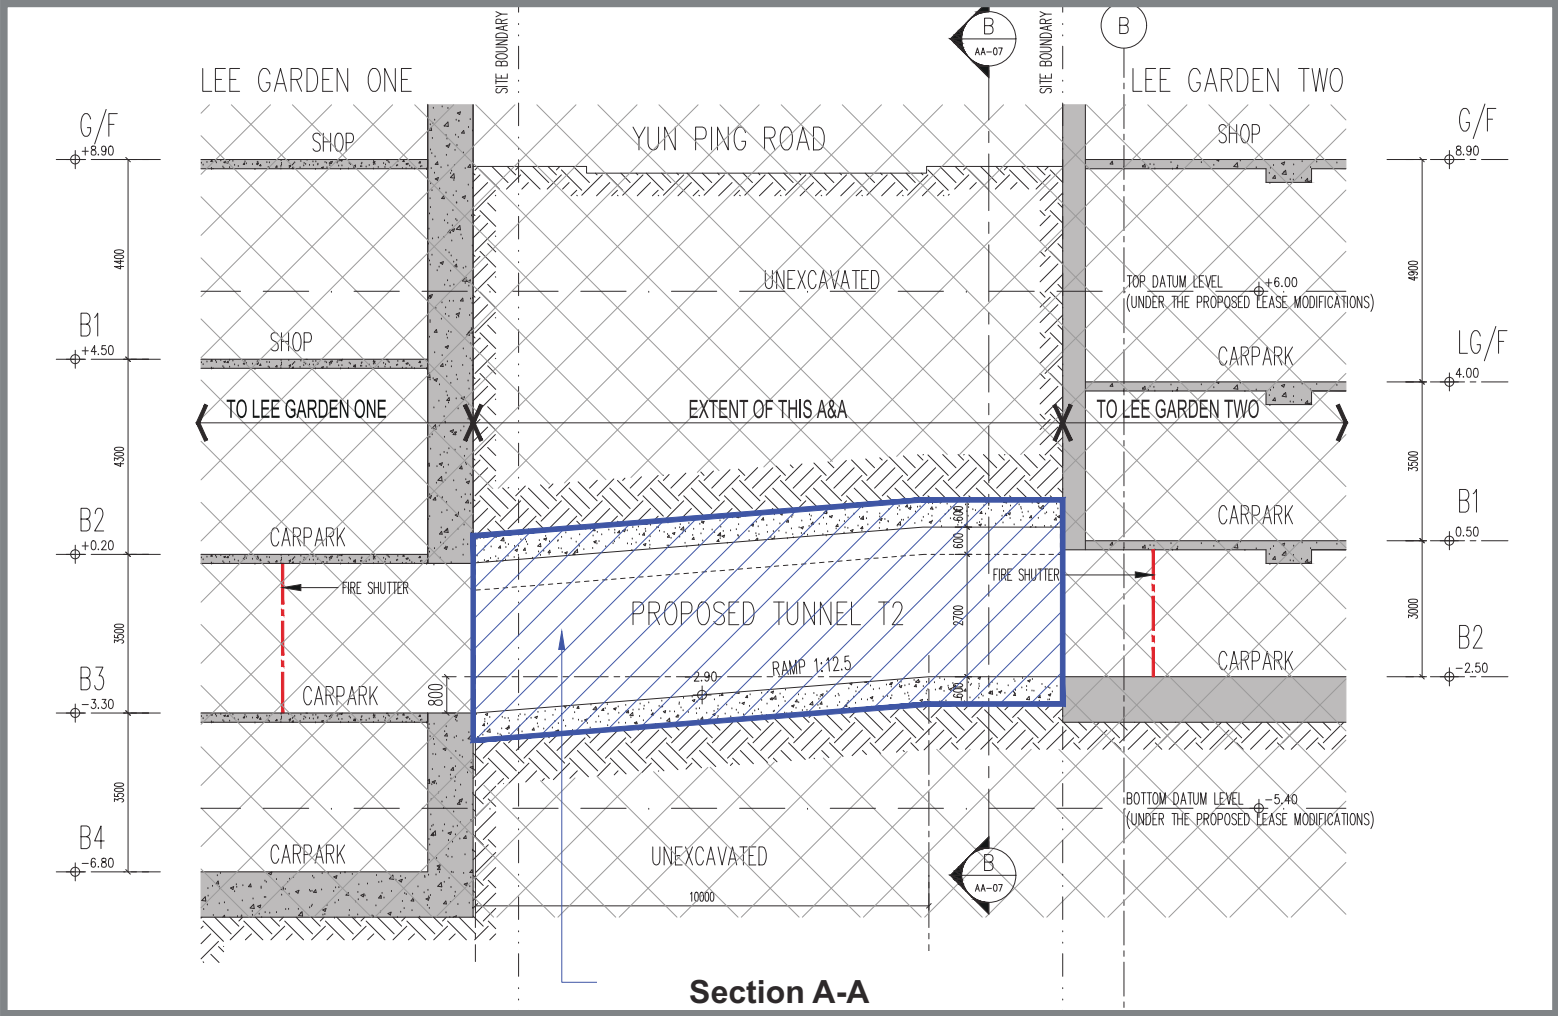 SITE BOUNDARY
B
AA-07
SITE BOUNDARY
B
LEE GARDEN ONE
LEE GARDEN TWO
G/F
+8.90
SHOP
YUN PING ROAD
SHOP
G/F
8.90
4400
UNEXCAVATED
4900
TOP DATUM LEVEL +6.00
(UNDER THE PROPOSED LEASE MODIFICATIONS)
B1
+4.50
SHOP
CARPARK
LG/F
4.00
TO LEE GARDEN ONE
EXTENT OF THIS A&A
TO LEE GARDEN TWO
4300
3500
B2
+0.20
CARPARK
600
600
CARPARK
B1
0.50
FIRE SHUTTER
FIRE SHUTTER
3500
PROPOSED TUNNEL T2
2700
3000
RAMP 1:12.5
-2.90
B3
-3.30
CARPARK
800
600
CARPARK
B2
-2.50
3500
BOTTOM DATUM LEVEL -5.40
(UNDER THE PROPOSED LEASE MODIFICATIONS)
B4
-6.80
CARPARK
UNEXCAVATED
B
AA-07
10000
Section A-A